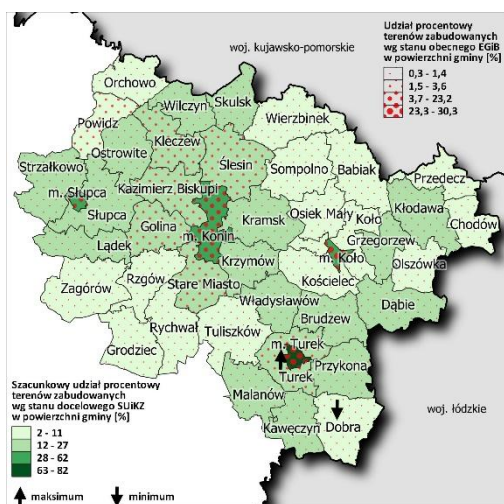 woj. kujawsko-pomorskie
Udział procentowy
terenów zabudowanych
wg stanu obecnego EGiB
w powierzchni gminy [%]
0,3 - 1,4
1,5 - 3,6
3,7 - 23,2
23,3 - 30,3
Orchowo
Skulsk
Wilczyn
Wierzbinek
Powidz
Kleczew
Ostrowite
Ślesin
Sompolno
Babiak
Przedecz
Strzałkowo
m. Słupca
Kazimierz Biskupi
Kłodawa
Słupca
Osiek Mały
Koło
Chodów
Golina
Kramsk
Grzegorzew
Lądek
m. Konin
m. Koło
Olszówka
Krzymów
Kościelec
Rzgów
Stare Miasto
Zagórów
Władysławów
Dąbie
Rychwał
Tuliszków
Brudzew
Grodziec
m. Turek
Turek
Przykona
Malanów
woj. łódzkie
Kawęczyn
Dobra
Szacunkowy udział procentowy
terenów zabudowanych
wg stanu docelowego SUiKZ
w powierzchni gminy [%]
2 - 11
12 - 27
28 - 62
63 - 82
maksimum
minimum